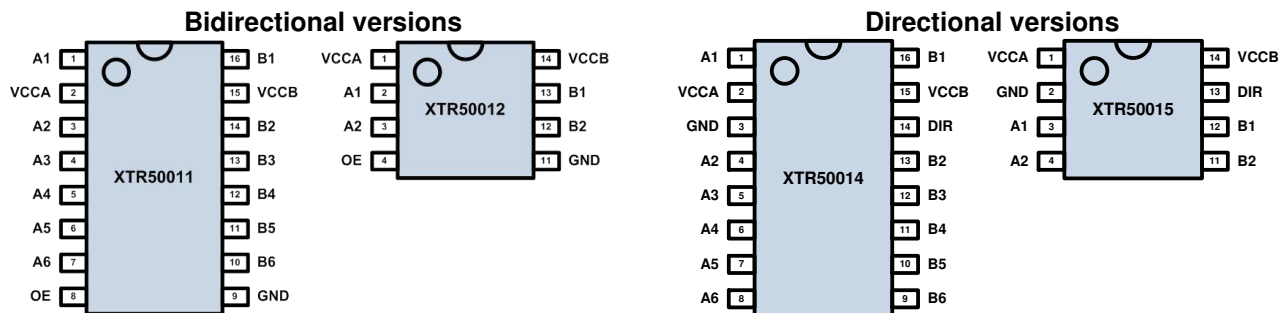 Bidirectional versions
A1 1 16 B1
VCCA 2 15 VCCB
A2 3 14 B2
A3 4 13 B3
XTR50011
A4 5 12 B4
A5 6 11 B5
A6 7 10 B6
OE 8 9 GND
VCCA 1 14 VCCB
A1 2 13 B1
XTR50012
A2 3 12 B2
OE 4 11 GND
Directional versions
A1 1 16 B1
VCCA 2 15 VCCB
GND 3 14 DIR
A2 4 13 B2
XTR50014
A3 5 12 B3
A4 6 11 B4
A5 7 10 B5
A6 8 9 B6
VCCA 1 14 VCCB
GND 2 13 DIR
XTR50015
A1 3 12 B1
A2 4 11 B2